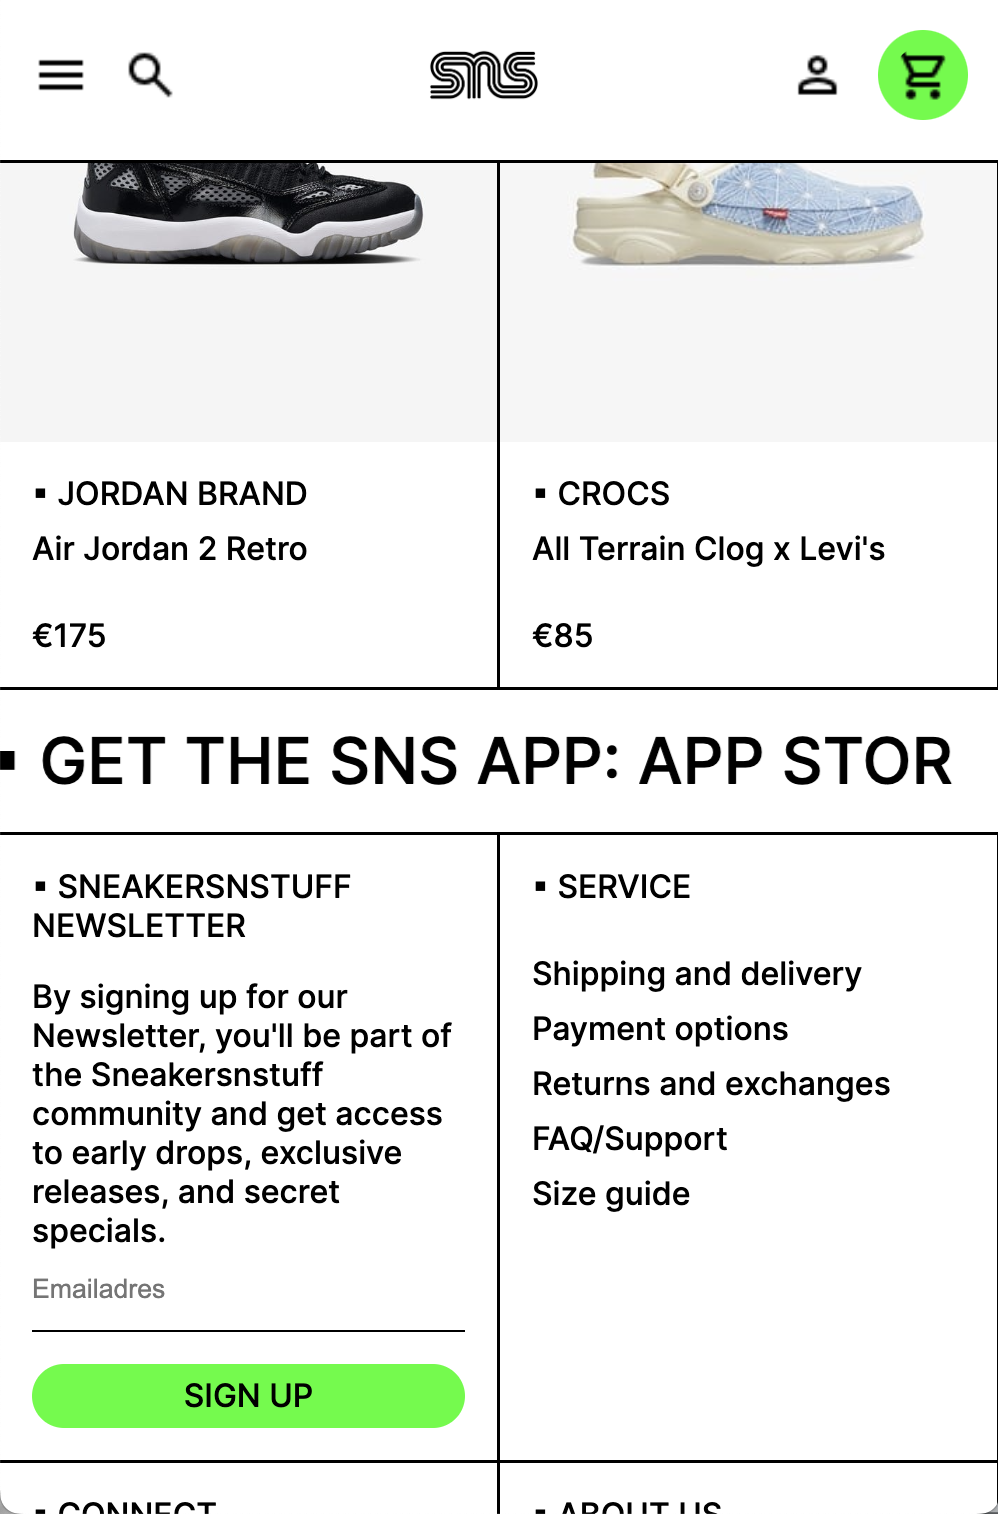 sns
▪ JORDAN BRAND
Air Jordan 2 Retro
€175
▪ CROCS
All Terrain Clog x Levi's
€85
▪ GET THE SNS APP: APP STOR
▪ SNEAKERSNSTUFF
NEWSLETTER
By signing up for our
Newsletter, you'll be part of
the Sneakersnstuff
community and get access
to early drops, exclusive
releases, and secret
specials.
Emailadres
SIGN UP
▪ SERVICE
Shipping and delivery
Payment options
Returns and exchanges
FAQ/Support
Size guide
▪ CONNECT
▪ ABOUT US